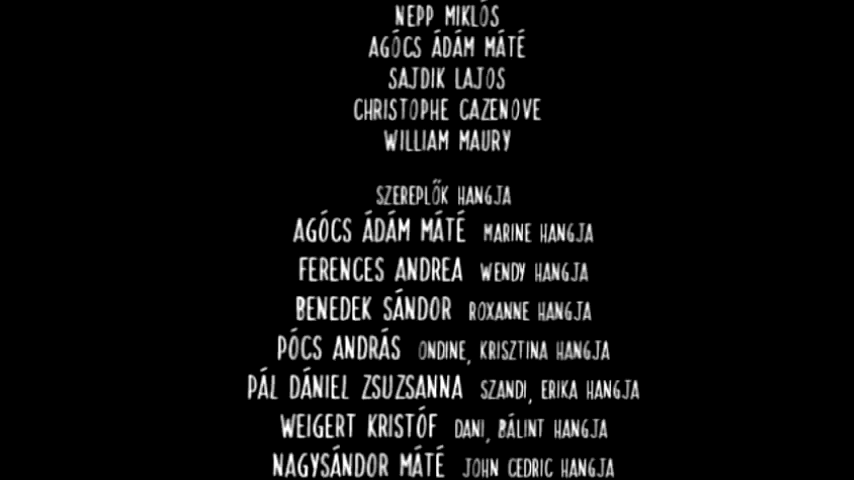 NEPP MIKLÓS
AGÓCS ÁDÁM MÁTÉ
SAJDIK LAJOS
CHRISTOPHE CAZENOVE
WILLIAM MAURY
SZEREPLŐK HANGJA
AGÓCS ÁDÁM MÁTÉ MARINE HANGJA
FERENCES ANDREA WENDY HANGJA
BENEDEK SÁNDOR ROXANNE HANGJA
PÓCS ANDRÁS ONDINE, KRISZTINA HANGJA
PÁL DÁNIEL ZSUZSANNA SZANDI, ERIKA HANGJA
WEIGERT KRISTÓF DANI, BÁLINT HANGJA
NAGYSÁNDOR MÁTÉ JOHN CEDRIC HANGJA